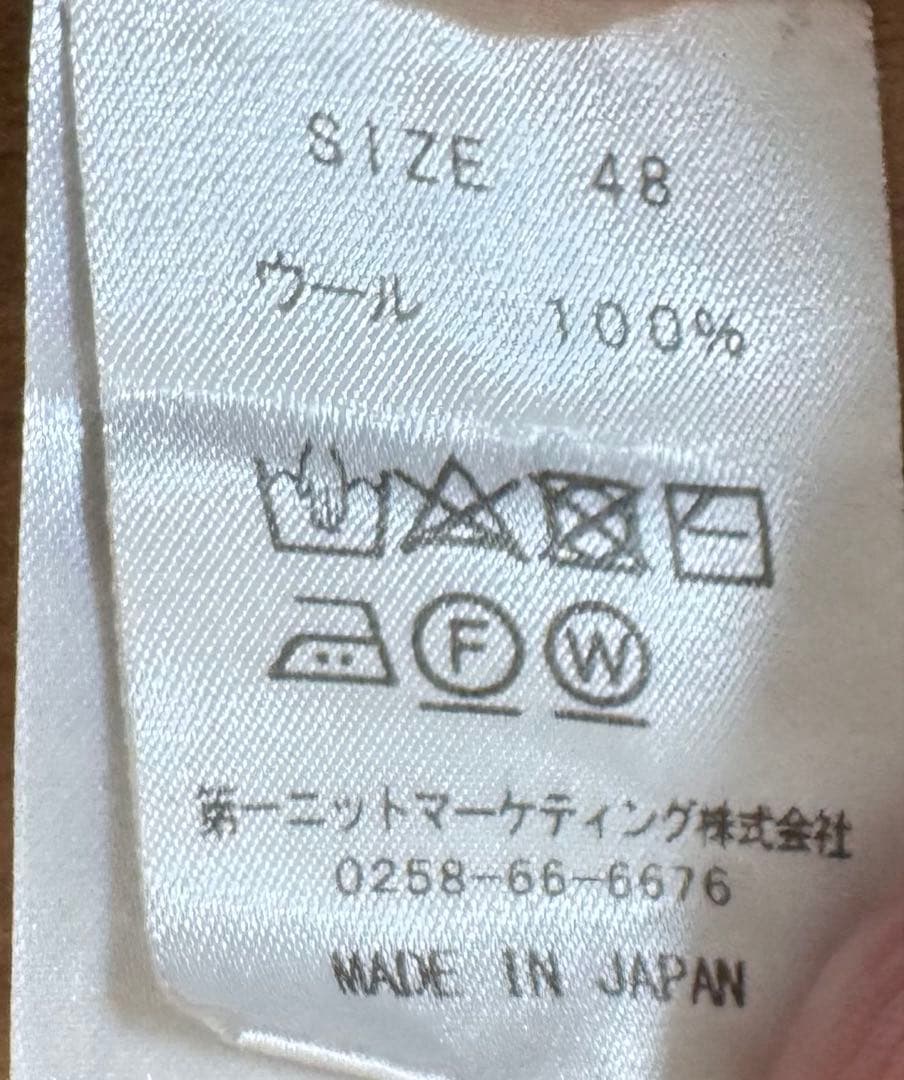 SIZE 48
ウール 100%
F W
第一ニットマーケティング株式会社
0258-66-6676
MADE IN JAPAN